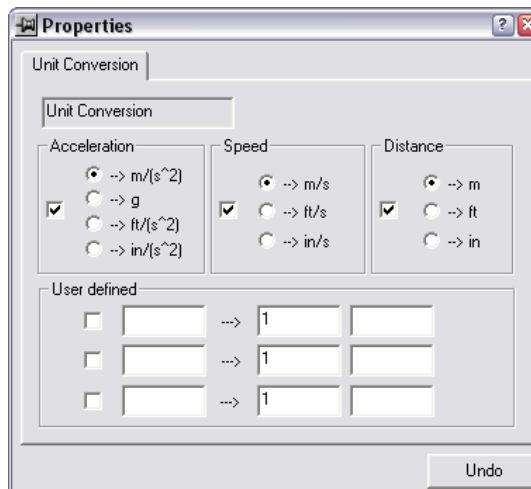 Properties
Unit Conversion
Unit Conversion
Acceleration
--> m/(s^2)
--> g
--> ft/(s^2)
--> in/(s^2)
Speed
--> m/s
--> ft/s
--> in/s
Distance
--> m
--> ft
--> in
User defined
---> 1
---> 1
---> 1
Undo